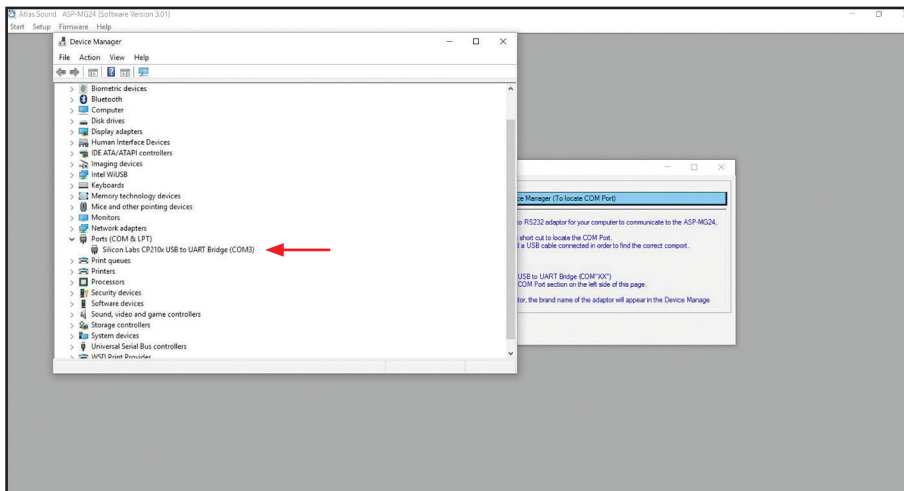 Atlas Sound ASP-MG24 [Software Version 3.01]
Start Setup Firmware Help
Device Manager
File Action View Help
Biometric devices
Bluetooth
Computer
Disk drives
Display adapters
Human Interface Devices
IDE ATA/ATAPI controllers
Imaging devices
Intel WiUSB
Keyboards
Memory technology devices
Mice and other pointing devices
Monitors
Network adapters
Ports (COM & LPT)
Silicon Labs CP210x USB to UART Bridge (COM3)
Print queues
Printers
Processors
Security devices
Software devices
Sound, video and game controllers
Storage controllers
System devices
Universal Serial Bus controllers
WSD Print Provider
ce Manager (To locate COM Port)
o RS232 adaptor for your computer to communicate to the ASP-MG24,
short cut to locate the COM Port.
a USB cable connected in order to find the correct comport.
USB to UART Bridge (COM"XX")
COM Port section on the left side of this page.
tor, the brand name of the adaptor will appear in the Device Manage